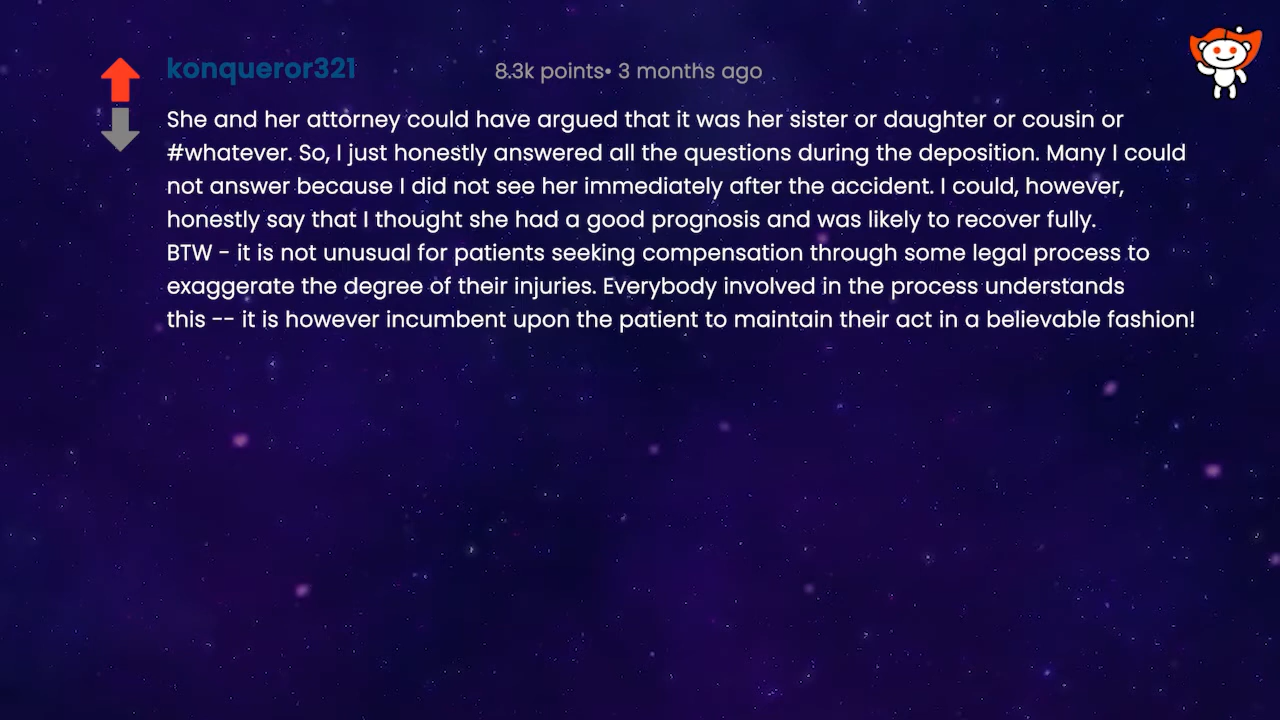 konqueror321 8.3k points• 3 months ago
She and her attorney could have argued that it was her sister or daughter or cousin or
#whatever. So, I just honestly answered all the questions during the deposition. Many I could
not answer because I did not see her immediately after the accident. I could, however,
honestly say that I thought she had a good prognosis and was likely to recover fully.
BTW - it is not unusual for patients seeking compensation through some legal process to
exaggerate the degree of their injuries. Everybody involved in the process understands
this -- it is however incumbent upon the patient to maintain their act in a believable fashion!